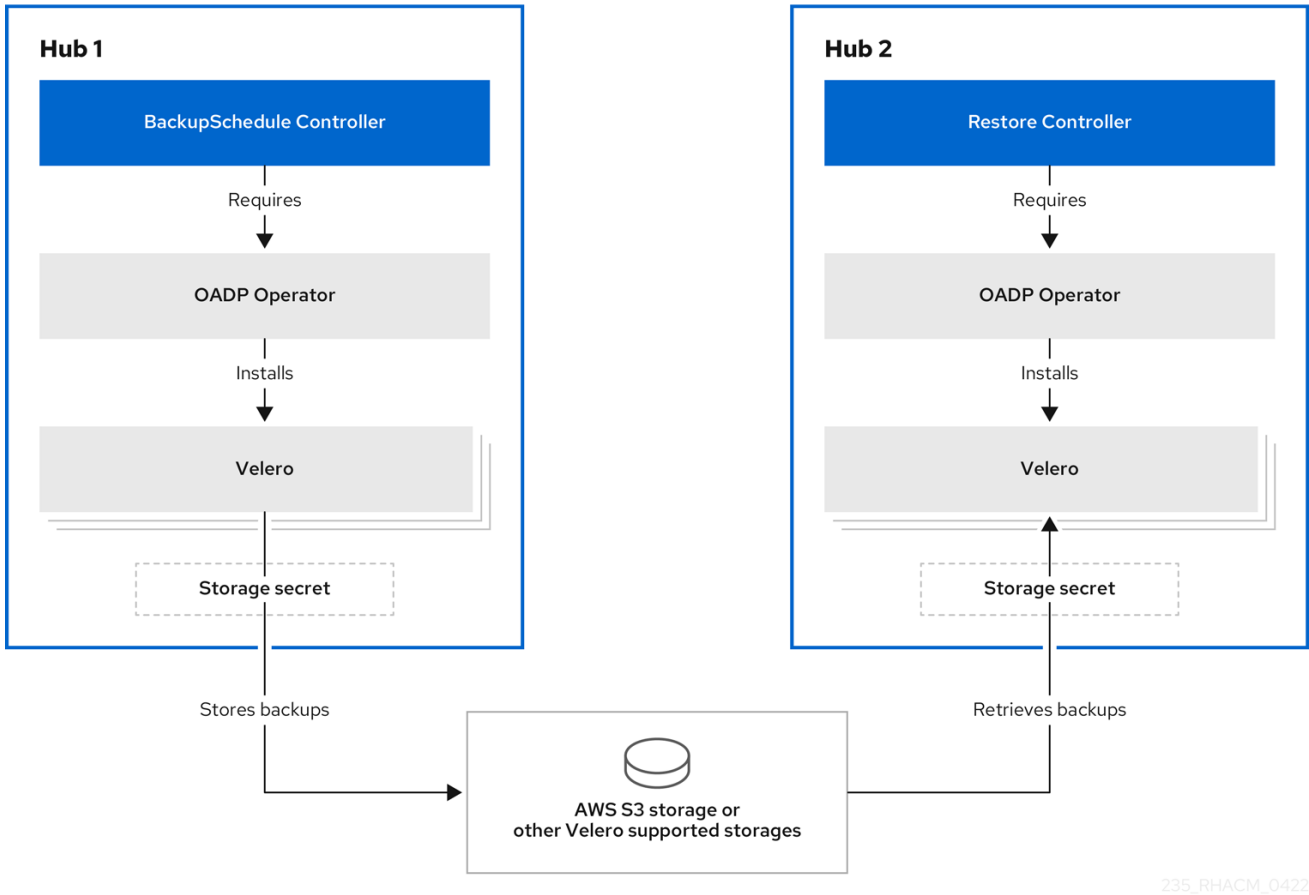 Hub 1
BackupSchedule Controller
Requires
OADP Operator
Installs
Velero
Storage secret
Stores backups
Hub 2
Restore Controller
Requires
OADP Operator
Installs
Velero
Storage secret
Retrieves backups
AWS S3 storage or
other Velero supported storages
235_RHACM_0422